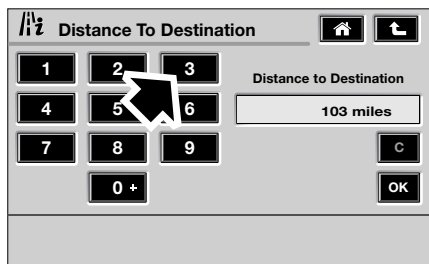 i Distance To Destination
1 2 3
Distance to Destination
4 5 6
103 miles
7 8 9
C
0 +
OK